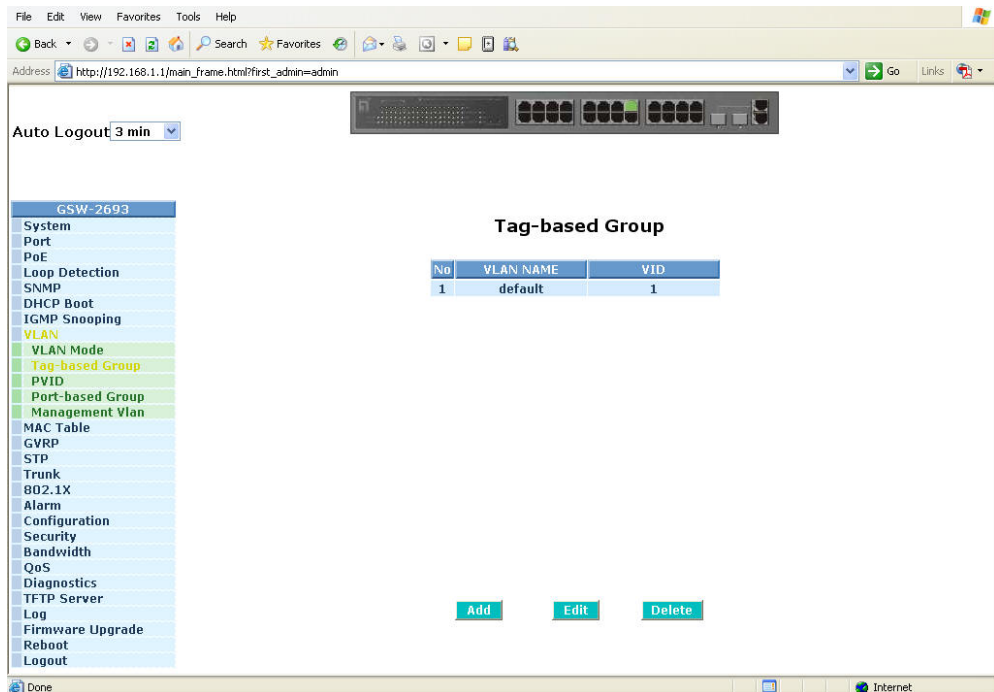 File Edit View Favorites Tools Help
Back Search Favorites
Address http://192.168.1.1/main_frame.html?first_admin=admin Go Links
Auto Logout 3 min
GSW-2693
System
Port
PoE
Loop Detection
SNMP
DHCP Boot
IGMP Snooping
VLAN
VLAN Mode
Tag-based Group
PVID
Port-based Group
Management Vlan
MAC Table
GVRP
STP
Trunk
802.1X
Alarm
Configuration
Security
Bandwidth
QoS
Diagnostics
TFTP Server
Log
Firmware Upgrade
Reboot
Logout
Tag-based Group
No VLAN NAME VID
1 default 1
Add Edit Delete
Done Internet